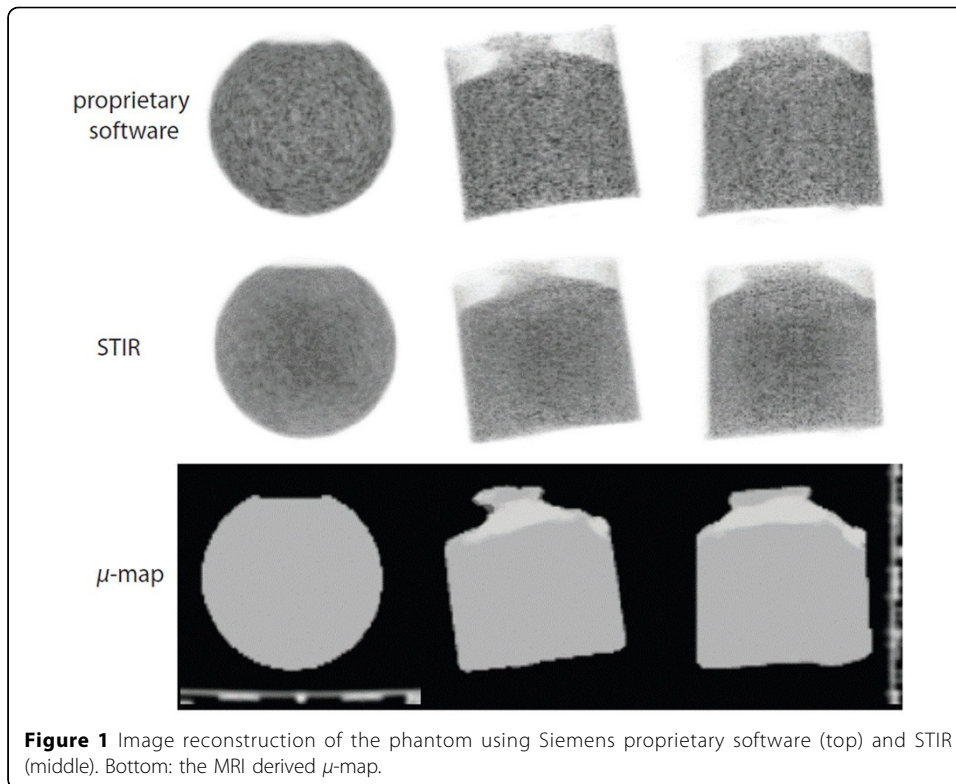 proprietary
software
STIR
μ-map
Figure 1 Image reconstruction of the phantom using Siemens proprietary software (top) and STIR
(middle). Bottom: the MRI derived μ-map.